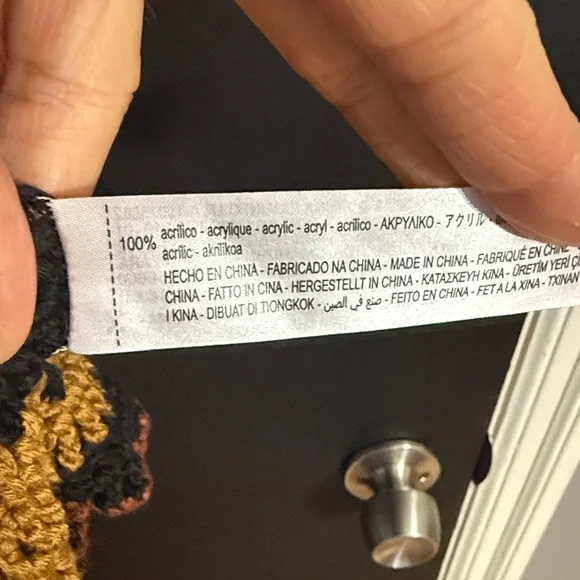 100% acrílico - acrylique - acrylic - acryl - acrilico - ΑΚΡΥΛΙΚΟ - アクリル -
acrílic - akrilikoa
HECHO EN CHINA - FABRICADO NA CHINA - MADE IN CHINA - FABRIQUÉ EN CHINE
CHINA - FATTO IN CINA - HERGESTELLT IN CHINA - ΚΑΤΑΣΚΕΥΗ ΚΙΝΑ - ÜRETİM YERİ
I KINA - DIBUAT DI TIONGKOK - صنع في الصين - FEITO EN CHINA - FET A LA XINA - TXINAN